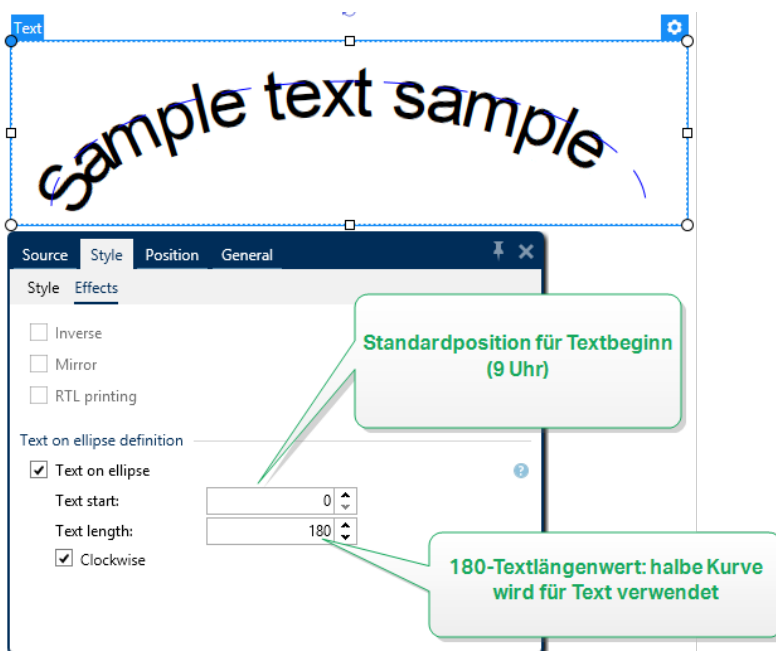 Text
Sample text sample
Source Style Position General
Style Effects
Inverse
Mirror
RTL printing
Standardposition für Textbeginn
(9 Uhr)
Text on ellipse definition
Text on ellipse
Text start: 0
Text length: 180
Clockwise
180-Textlängenwert: halbe Kurve
wird für Text verwendet